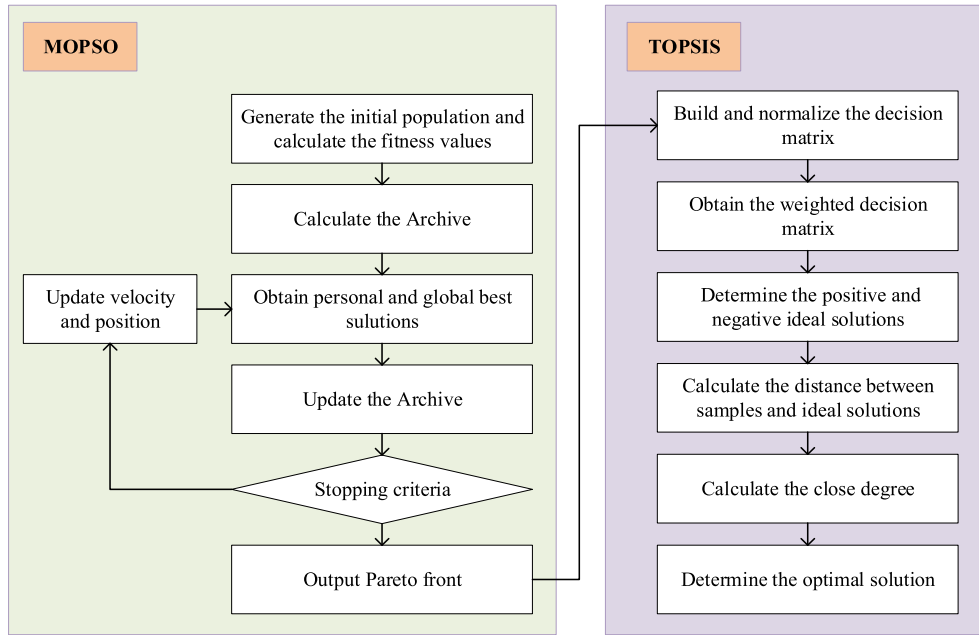 MOPSO
Generate the initial population and
calculate the fitness values
Calculate the Archive
Update velocity
and position
Obtain personal and global best
sulutions
Update the Archive
Stopping criteria
Output Pareto front
TOPSIS
Build and normalize the decision
matrix
Obtain the weighted decision
matrix
Determine the positive and
negative ideal solutions
Calculate the distance between
samples and ideal solutions
Calculate the close degree
Determine the optimal solution